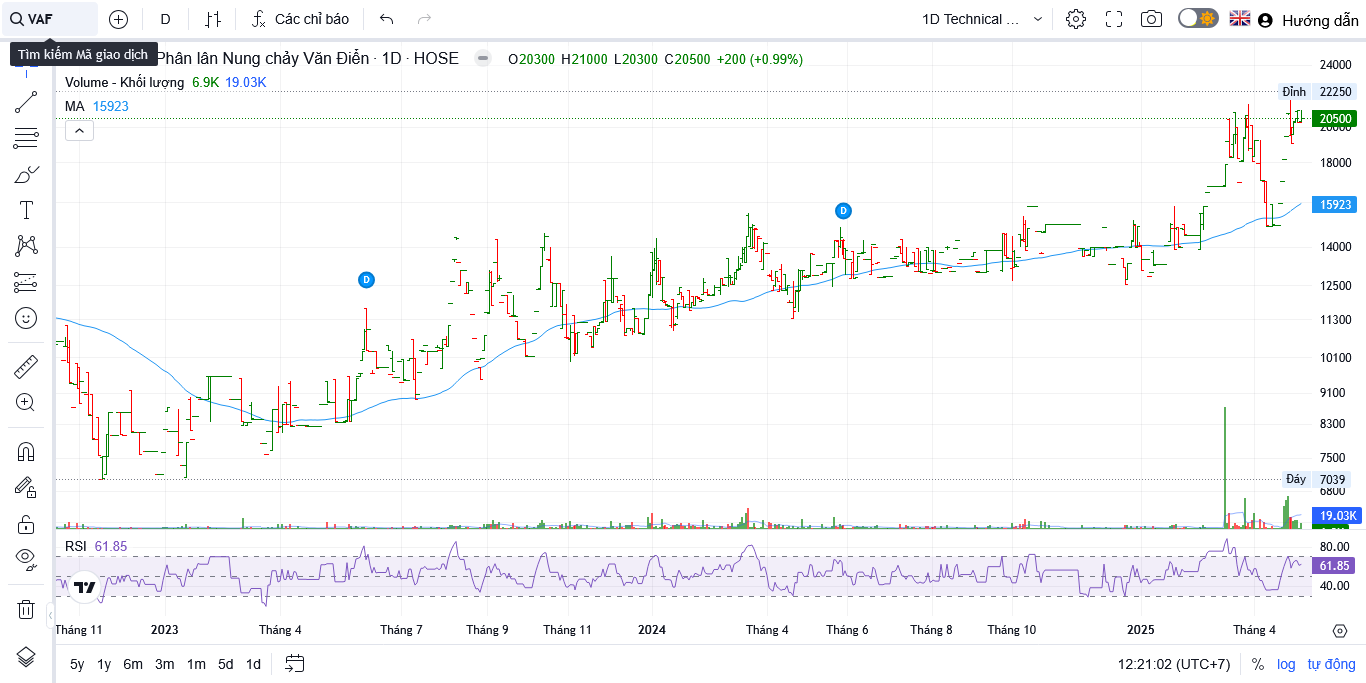 VAF D Các chỉ báo 1D Technical ... Hướng dẫn
Tìm kiếm Mã giao dịch
Phân lân Nung chảy Văn Điển · 1D · HOSE O20300 H21000 L20300 C20500 +200 (+0.99%)
Volume - Khối lượng 6.9K 19.03K
MA 15923
24000
Đỉnh 22250
20500
20000
18000
15923
14000
12500
11300
10100
9100
8300
7500
Đáy 7039
6800
19.03K
RSI 61.85
80.00
61.85
40.00
D
D
Tháng 11 2023 Tháng 4 Tháng 7 Tháng 9 Tháng 11 2024 Tháng 4 Tháng 6 Tháng 8 Tháng 10 2025 Tháng 4
5y 1y 6m 3m 1m 5d 1d 12:21:02 (UTC+7) % log tự động